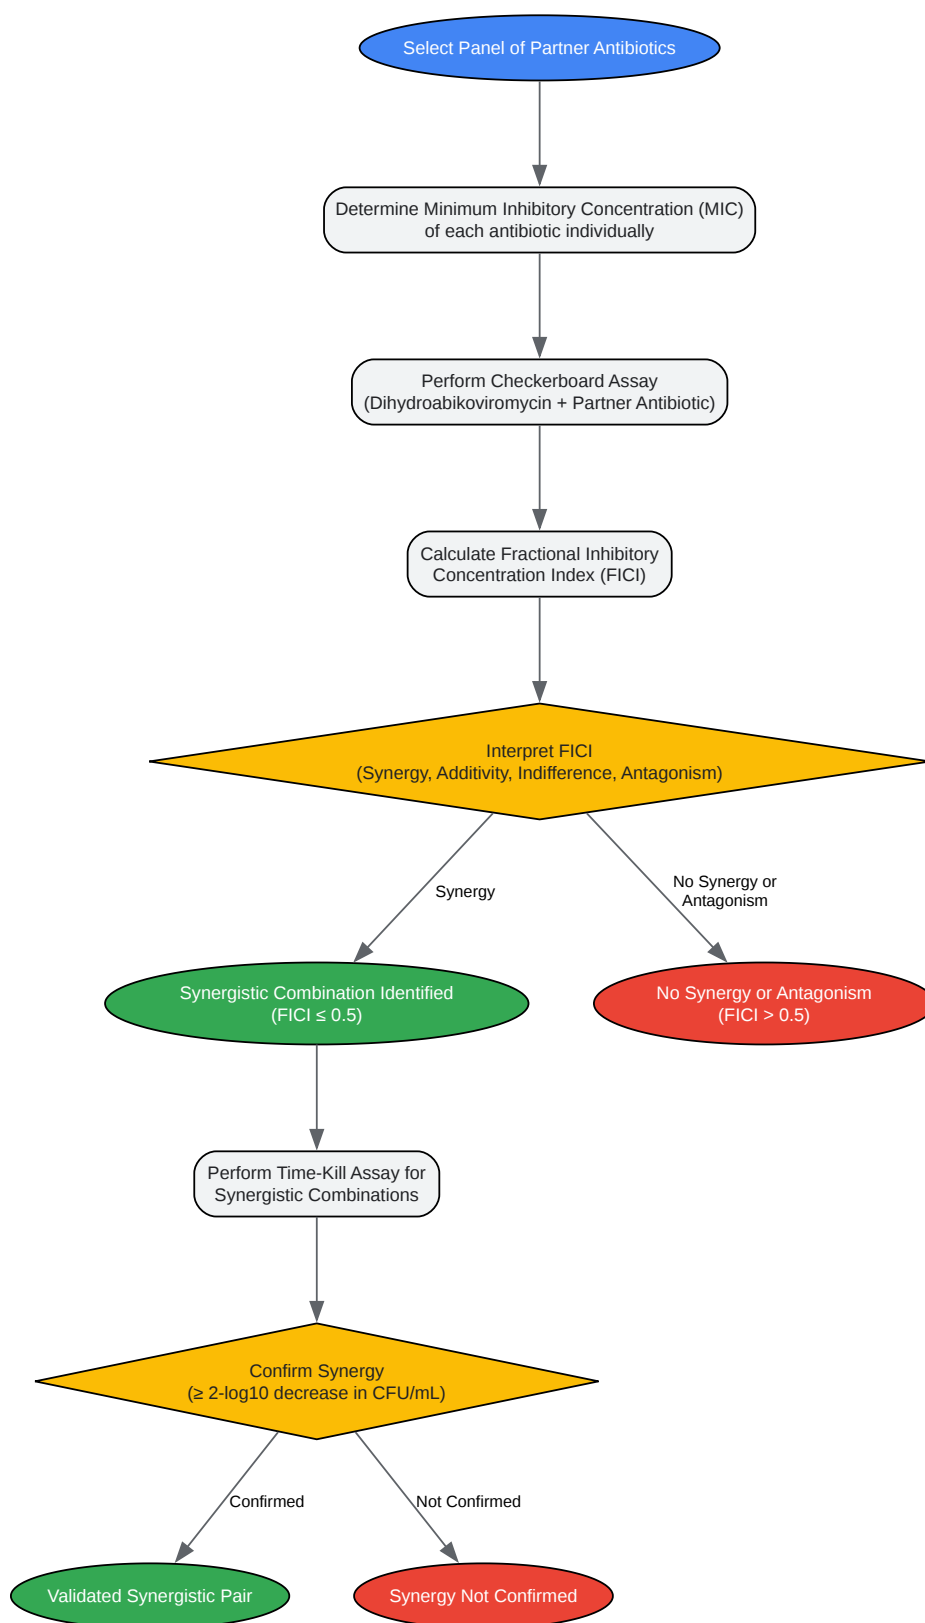 Select Panel of Partner Antibiotics
Determine Minimum Inhibitory Concentration (MIC)
of each antibiotic individually
Perform Checkerboard Assay
(Dihydroabikoviromycin + Partner Antibiotic)
Calculate Fractional Inhibitory
Concentration Index (FICI)
Interpret FICI
(Synergy, Additivity, Indifference, Antagonism)
Synergy
No Synergy or
Antagonism
Synergistic Combination Identified
(FICI ≤ 0.5)
No Synergy or Antagonism
(FICI > 0.5)
Perform Time-Kill Assay for
Synergistic Combinations
Confirm Synergy
(≥ 2-log10 decrease in CFU/mL)
Confirmed
Not Confirmed
Validated Synergistic Pair
Synergy Not Confirmed